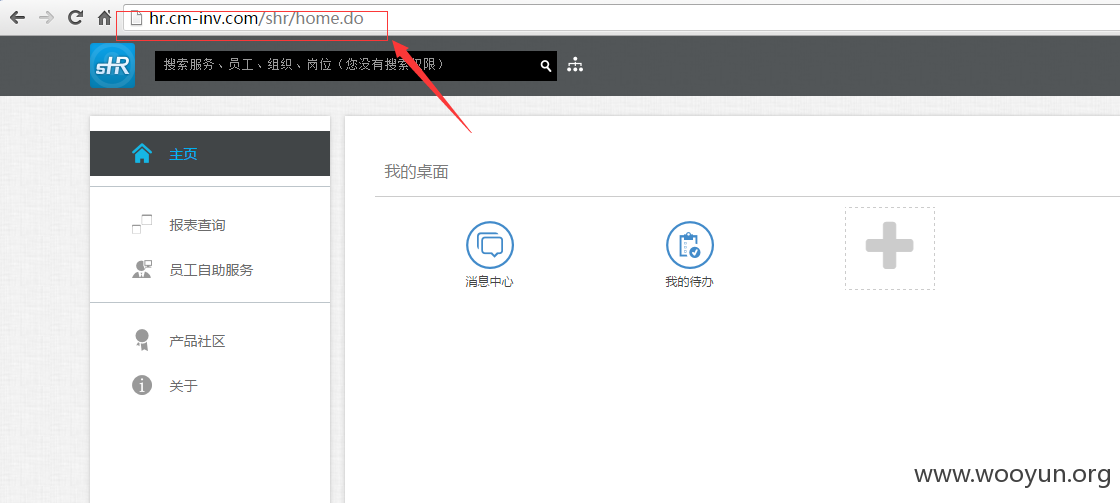 hr.cm-inv.com/shr/home.do
sHR
搜索服务、员工、组织、岗位（您没有搜索权限）
主页
报表查询
员工自助服务
产品社区
关于
我的桌面
消息中心
我的待办
www.wooyun.org